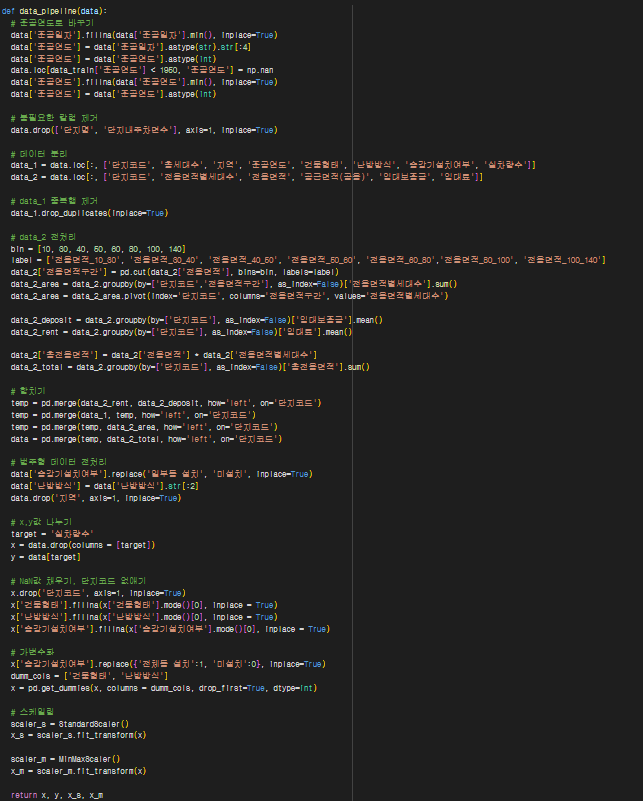 def data_pipeline(data):
# 준공연도로 바꾸기
data['준공일자'].fillna(data['준공일자'].min(), inplace=True)
data['준공연도'] = data['준공일자'].astype(str).str[:4]
data['준공연도'] = data['준공연도'].astype(int)
data.loc[data_train['준공연도'] < 1950, '준공연도'] = np.nan
data['준공연도'].fillna(data['준공연도'].min(), inplace=True)
data['준공연도'] = data['준공연도'].astype(int)
# 불필요한 칼럼 제거
data.drop(['단지명', '단지내주차면수'], axis=1, inplace=True)
# 데이터 분리
data_1 = data.loc[:, ['단지코드', '총세대수', '지역', '준공연도', '건물형태', '난방방식', '승강기설치여부', '실차량수']]
data_2 = data.loc[:, ['단지코드', '전용면적별세대수', '전용면적', '공급면적(공용)', '임대보증금', '임대료']]
# data_1 중복행 제거
data_1.drop_duplicates(inplace=True)
# data_2 전처리
bin = [10, 30, 40, 50, 60, 80, 100, 140]
label = ['전용면적_10_30', '전용면적_30_40', '전용면적_40_50', '전용면적_50_60', '전용면적_60_80','전용면적_80_100', '전용면적_100_140']
data_2['전용면적구간'] = pd.cut(data_2['전용면적'], bins=bin, labels=label)
data_2_area = data_2.groupby(by=['단지코드','전용면적구간'], as_index=False)['전용면적별세대수'].sum()
data_2_area = data_2_area.pivot(index='단지코드', columns='전용면적구간', values='전용면적별세대수')
data_2_deposit = data_2.groupby(by=['단지코드'], as_index=False)['임대보증금'].mean()
data_2_rent = data_2.groupby(by=['단지코드'], as_index=False)['임대료'].mean()
data_2['총전용면적'] = data_2['전용면적'] * data_2['전용면적별세대수']
data_2_total = data_2.groupby(by=['단지코드'], as_index=False)['총전용면적'].sum()
# 합치기
temp = pd.merge(data_2_rent, data_2_deposit, how='left', on='단지코드')
temp = pd.merge(data_1, temp, how='left', on='단지코드')
temp = pd.merge(temp, data_2_area, how='left', on='단지코드')
data = pd.merge(temp, data_2_total, how='left', on='단지코드')
# 범주형 데이터 전처리
data['승강기설치여부'].replace('일부동 설치', '미설치', inplace=True)
data['난방방식'] = data['난방방식'].str[:2]
data.drop('지역', axis=1, inplace=True)
# x,y값 나누기
target = '실차량수'
x = data.drop(columns = [target])
y = data[target]
# NaN값 채우기, 단지코드 없애기
x.drop('단지코드', axis=1, inplace=True)
x['건물형태'].fillna(x['건물형태'].mode()[0], inplace = True)
x['난방방식'].fillna(x['난방방식'].mode()[0], inplace = True)
x['승강기설치여부'].fillna(x['승강기설치여부'].mode()[0], inplace = True)
# 가변수화
x['승강기설치여부'].replace({'전체동 설치':1, '미설치':0}, inplace=True)
dumm_cols = ['건물형태', '난방방식']
x = pd.get_dummies(x, columns = dumm_cols, drop_first=True, dtype=int)
# 스케일링
scaler_s = StandardScaler()
x_s = scaler_s.fit_transform(x)
scaler_m = MinMaxScaler()
x_m = scaler_m.fit_transform(x)
return x, y, x_s, x_m